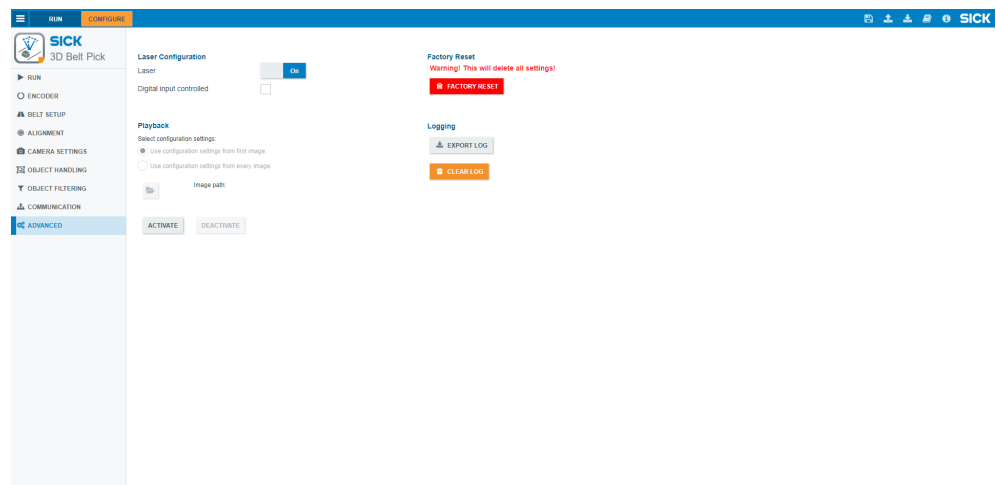 RUN
CONFIGURE
SICK
SICK
3D Belt Pick
RUN
ENCODER
BELT SETUP
ALIGNMENT
CAMERA SETTINGS
OBJECT HANDLING
OBJECT FILTERING
COMMUNICATION
ADVANCED
Laser Configuration
Laser
On
Digital input controlled
Playback
Select configuration settings:
Use configuration settings from first image.
Use configuration settings from every image.
Image path:
ACTIVATE
DEACTIVATE
Factory Reset
Warning! This will delete all settings!
FACTORY RESET
Logging
EXPORT LOG
CLEAR LOG